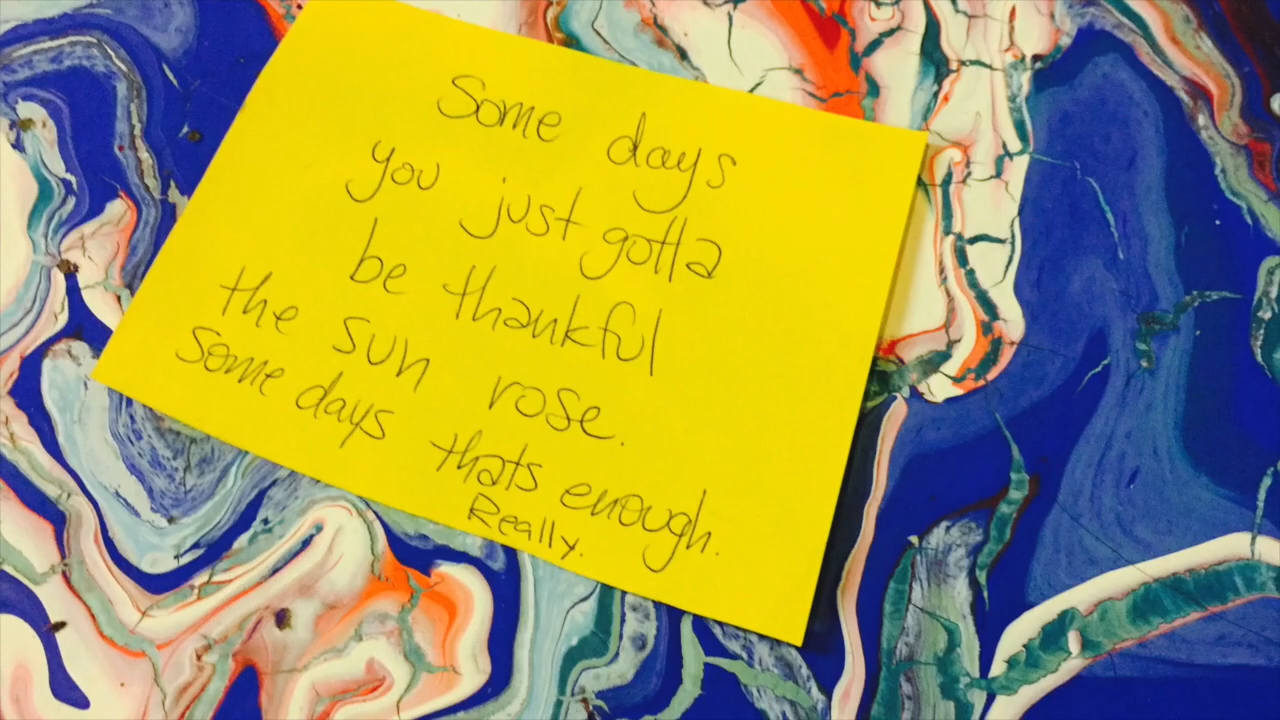 Some days
you just gotta
be thankful
the sun rose.
Some days thats enough.
Really.